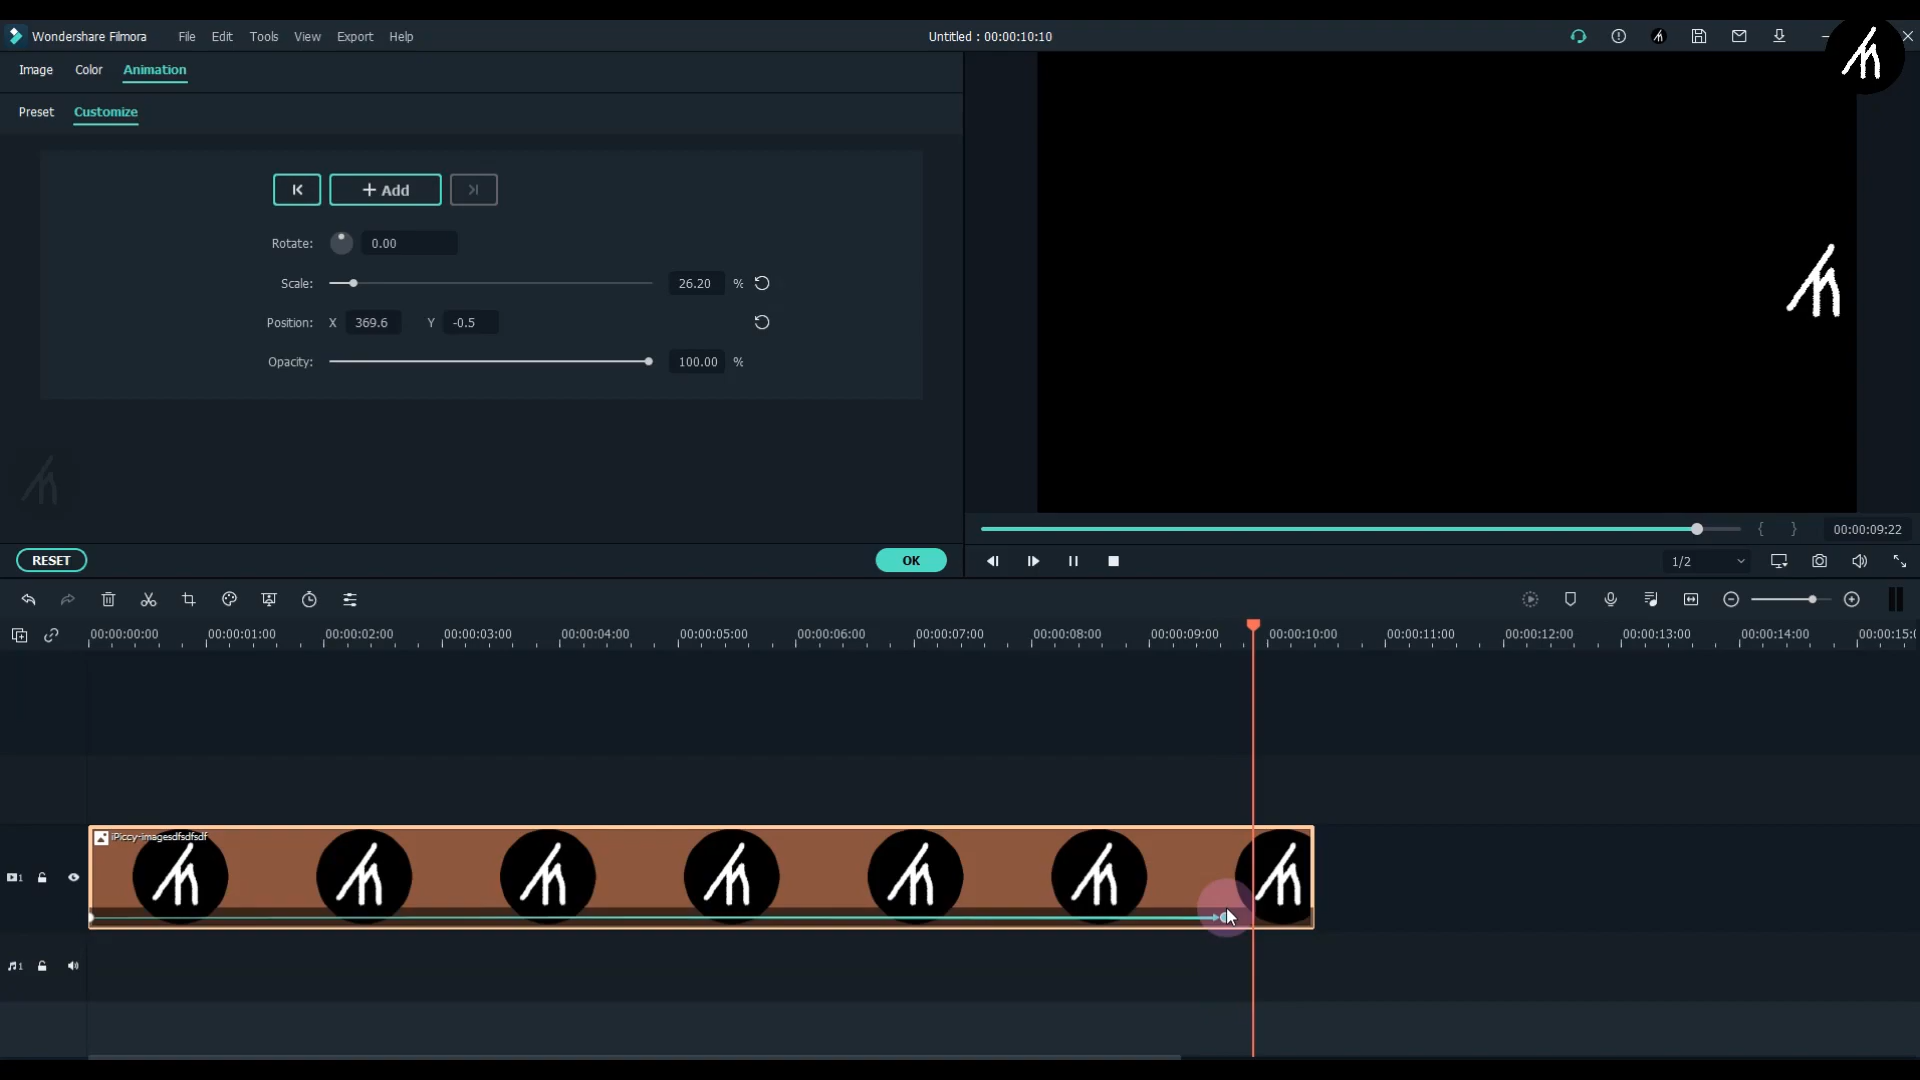 Wondershare Filmora File Edit Tools View Export Help Untitled : 00:00:10:10
Image Color Animation
Preset Customize
+ Add
Rotate: 0.00
Scale: 26.20 %
Position: X 369.6 Y -0.5
Opacity: 100.00 %
{ } 00:00:09:22
RESET OK
1/2
00:00:00:00 00:00:01:00 00:00:02:00 00:00:03:00 00:00:04:00 00:00:05:00 00:00:06:00 00:00:07:00 00:00:08:00 00:00:09:00 00:00:10:00 00:00:11:00 00:00:12:00 00:00:13:00 00:00:14:00 00:00:15:
iPiccy-imagesdfsdfsdf
1
1